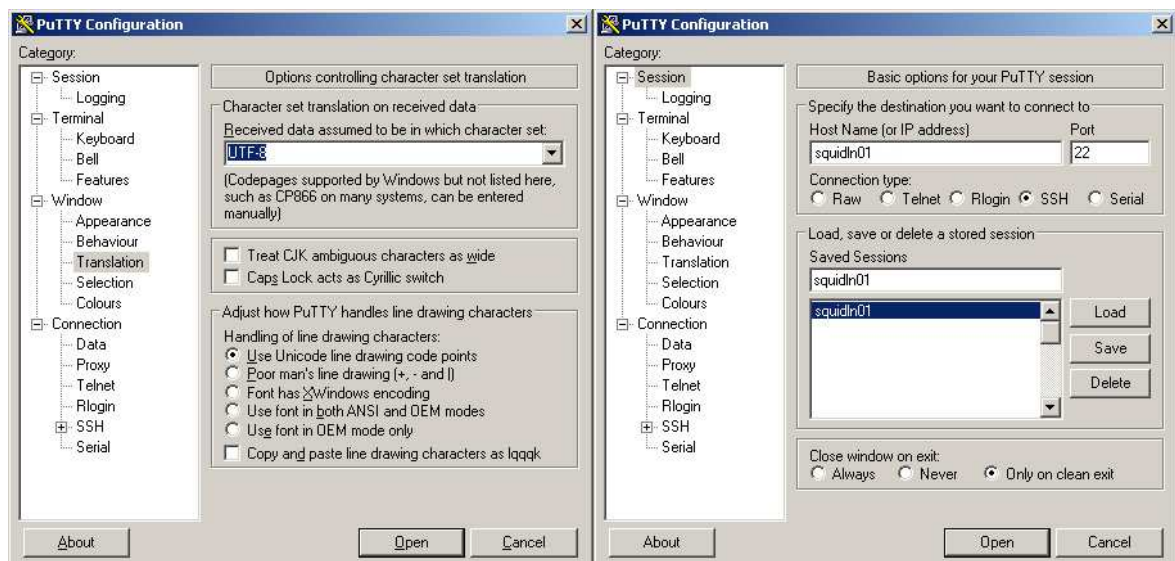 PuTTY Configuration
Category:
Session
Logging
Terminal
Keyboard
Bell
Features
Window
Appearance
Behaviour
Translation
Selection
Colours
Connection
Data
Proxy
Telnet
Rlogin
SSH
Serial
Options controlling character set translation
Character set translation on received data
Received data assumed to be in which character set:
UTF-8
(Codepages supported by Windows but not listed here,
such as CP866 on many systems, can be entered
manually)
Treat CJK ambiguous characters as wide
Caps Lock acts as Cyrillic switch
Adjust how PuTTY handles line drawing characters
Handling of line drawing characters:
Use Unicode line drawing code points
Poor man's line drawing (+, - and |)
Font has XWindows encoding
Use font in both ANSI and OEM modes
Use font in OEM mode only
Copy and paste line drawing characters as lqqqk
About Open Cancel
PuTTY Configuration
Category:
Session
Logging
Terminal
Keyboard
Bell
Features
Window
Appearance
Behaviour
Translation
Selection
Colours
Connection
Data
Proxy
Telnet
Rlogin
SSH
Serial
Basic options for your PuTTY session
Specify the destination you want to connect to
Host Name (or IP address) Port
squidln01 22
Connection type:
Raw Telnet Rlogin SSH Serial
Load, save or delete a stored session
Saved Sessions
squidln01
squidln01
Load
Save
Delete
Close window on exit:
Always Never Only on clean exit
About Open Cancel